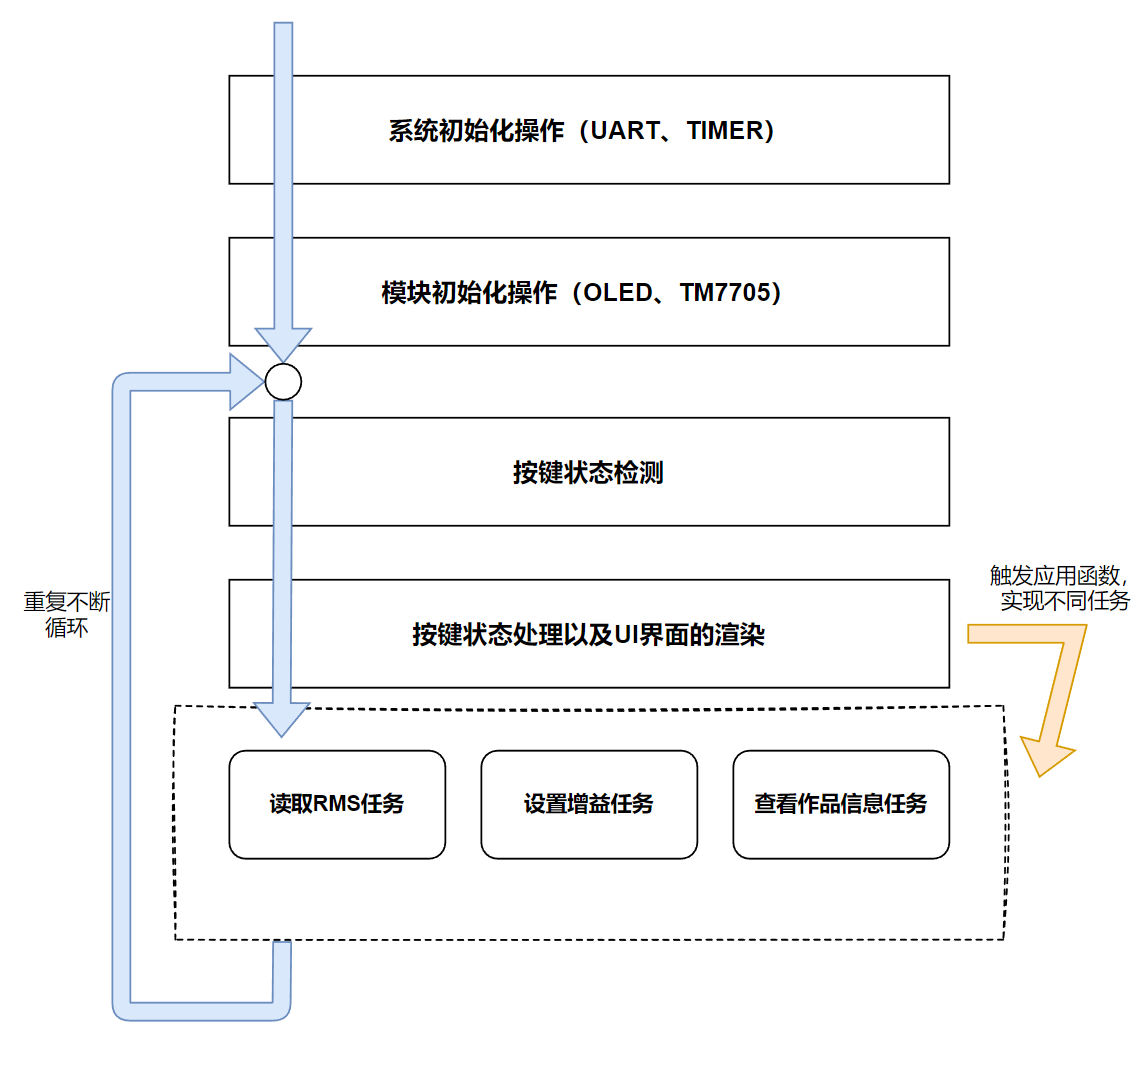 系统初始化操作（UART、TIMER）
模块初始化操作（OLED、TM7705）
按键状态检测
重复不断
循环
触发应用函数，
实现不同任务
按键状态处理以及UI界面的渲染
读取RMS任务
设置增益任务
查看作品信息任务